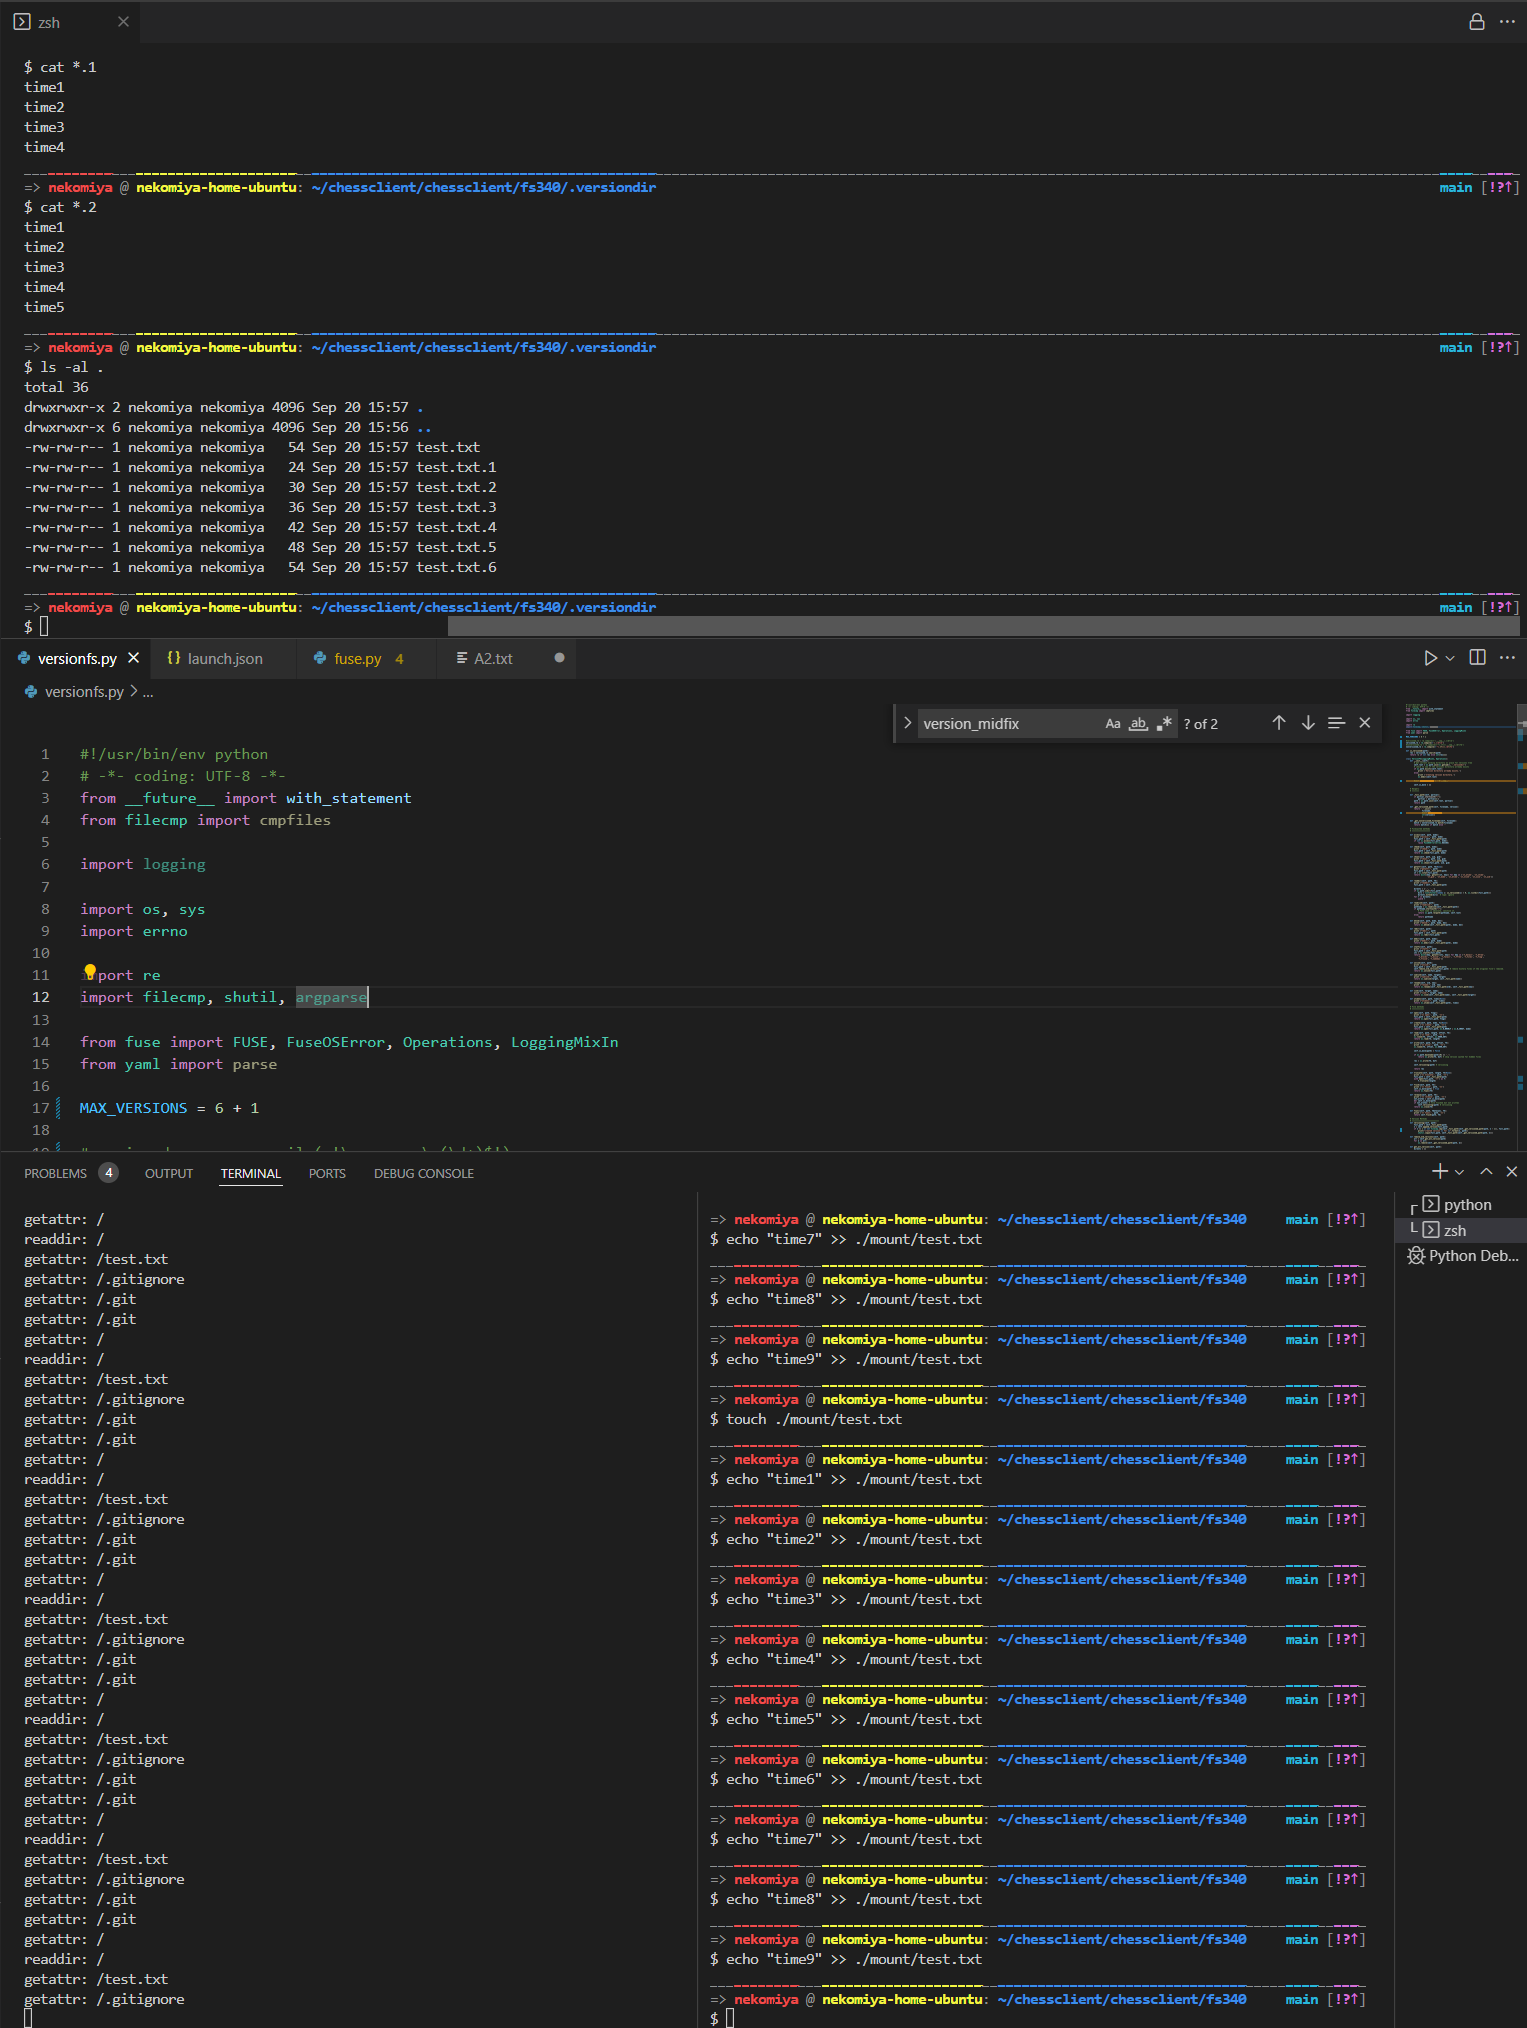 zsh
$ cat *.1
time1
time2
time3
time4
=> nekomiya @ nekomiya-home-ubuntu: ~/chessclient/chessclient/fs340/.versiondir main [!?↑]
$ cat *.2
time1
time2
time3
time4
time5
=> nekomiya @ nekomiya-home-ubuntu: ~/chessclient/chessclient/fs340/.versiondir main [!?↑]
$ ls -al .
total 36
drwxrwxr-x 2 nekomiya nekomiya 4096 Sep 20 15:57 .
drwxrwxr-x 6 nekomiya nekomiya 4096 Sep 20 15:56 ..
-rw-rw-r-- 1 nekomiya nekomiya   54 Sep 20 15:57 test.txt
-rw-rw-r-- 1 nekomiya nekomiya   24 Sep 20 15:57 test.txt.1
-rw-rw-r-- 1 nekomiya nekomiya   30 Sep 20 15:57 test.txt.2
-rw-rw-r-- 1 nekomiya nekomiya   36 Sep 20 15:57 test.txt.3
-rw-rw-r-- 1 nekomiya nekomiya   42 Sep 20 15:57 test.txt.4
-rw-rw-r-- 1 nekomiya nekomiya   48 Sep 20 15:57 test.txt.5
-rw-rw-r-- 1 nekomiya nekomiya   54 Sep 20 15:57 test.txt.6
=> nekomiya @ nekomiya-home-ubuntu: ~/chessclient/chessclient/fs340/.versiondir main [!?↑]
$
versionfs.py launch.json fuse.py 4 A2.txt
versionfs.py > ...
version_midfix Aa ab .* ? of 2
1 #!/usr/bin/env python
2 # -*- coding: UTF-8 -*-
3 from __future__ import with_statement
4 from filecmp import cmpfiles
5
6 import logging
7
8 import os, sys
9 import errno
10
11 import re
12 import filecmp, shutil, argparse
13
14 from fuse import FUSE, FuseOSError, Operations, LoggingMixIn
15 from yaml import parse
16
17 MAX_VERSIONS = 6 + 1
18
PROBLEMS 4 OUTPUT TERMINAL PORTS DEBUG CONSOLE
getattr: /
readdir: /
getattr: /test.txt
getattr: /.gitignore
getattr: /.git
getattr: /.git
getattr: /
readdir: /
getattr: /test.txt
getattr: /.gitignore
getattr: /.git
getattr: /.git
getattr: /
readdir: /
getattr: /test.txt
getattr: /.gitignore
getattr: /.git
getattr: /.git
getattr: /
readdir: /
getattr: /test.txt
getattr: /.gitignore
getattr: /.git
getattr: /.git
getattr: /
readdir: /
getattr: /test.txt
getattr: /.gitignore
getattr: /.git
getattr: /.git
getattr: /
readdir: /
getattr: /test.txt
getattr: /.gitignore
getattr: /.git
getattr: /.git
getattr: /
readdir: /
getattr: /test.txt
getattr: /.gitignore
=> nekomiya @ nekomiya-home-ubuntu: ~/chessclient/chessclient/fs340 main [!?↑]
$ echo "time7" >> ./mount/test.txt
=> nekomiya @ nekomiya-home-ubuntu: ~/chessclient/chessclient/fs340 main [!?↑]
$ echo "time8" >> ./mount/test.txt
=> nekomiya @ nekomiya-home-ubuntu: ~/chessclient/chessclient/fs340 main [!?↑]
$ echo "time9" >> ./mount/test.txt
=> nekomiya @ nekomiya-home-ubuntu: ~/chessclient/chessclient/fs340 main [!?↑]
$ touch ./mount/test.txt
=> nekomiya @ nekomiya-home-ubuntu: ~/chessclient/chessclient/fs340 main [!?↑]
$ echo "time1" >> ./mount/test.txt
=> nekomiya @ nekomiya-home-ubuntu: ~/chessclient/chessclient/fs340 main [!?↑]
$ echo "time2" >> ./mount/test.txt
=> nekomiya @ nekomiya-home-ubuntu: ~/chessclient/chessclient/fs340 main [!?↑]
$ echo "time3" >> ./mount/test.txt
=> nekomiya @ nekomiya-home-ubuntu: ~/chessclient/chessclient/fs340 main [!?↑]
$ echo "time4" >> ./mount/test.txt
=> nekomiya @ nekomiya-home-ubuntu: ~/chessclient/chessclient/fs340 main [!?↑]
$ echo "time5" >> ./mount/test.txt
=> nekomiya @ nekomiya-home-ubuntu: ~/chessclient/chessclient/fs340 main [!?↑]
$ echo "time6" >> ./mount/test.txt
=> nekomiya @ nekomiya-home-ubuntu: ~/chessclient/chessclient/fs340 main [!?↑]
$ echo "time7" >> ./mount/test.txt
=> nekomiya @ nekomiya-home-ubuntu: ~/chessclient/chessclient/fs340 main [!?↑]
$ echo "time8" >> ./mount/test.txt
=> nekomiya @ nekomiya-home-ubuntu: ~/chessclient/chessclient/fs340 main [!?↑]
$ echo "time9" >> ./mount/test.txt
=> nekomiya @ nekomiya-home-ubuntu: ~/chessclient/chessclient/fs340 main [!?↑]
$
python
zsh
Python Deb...